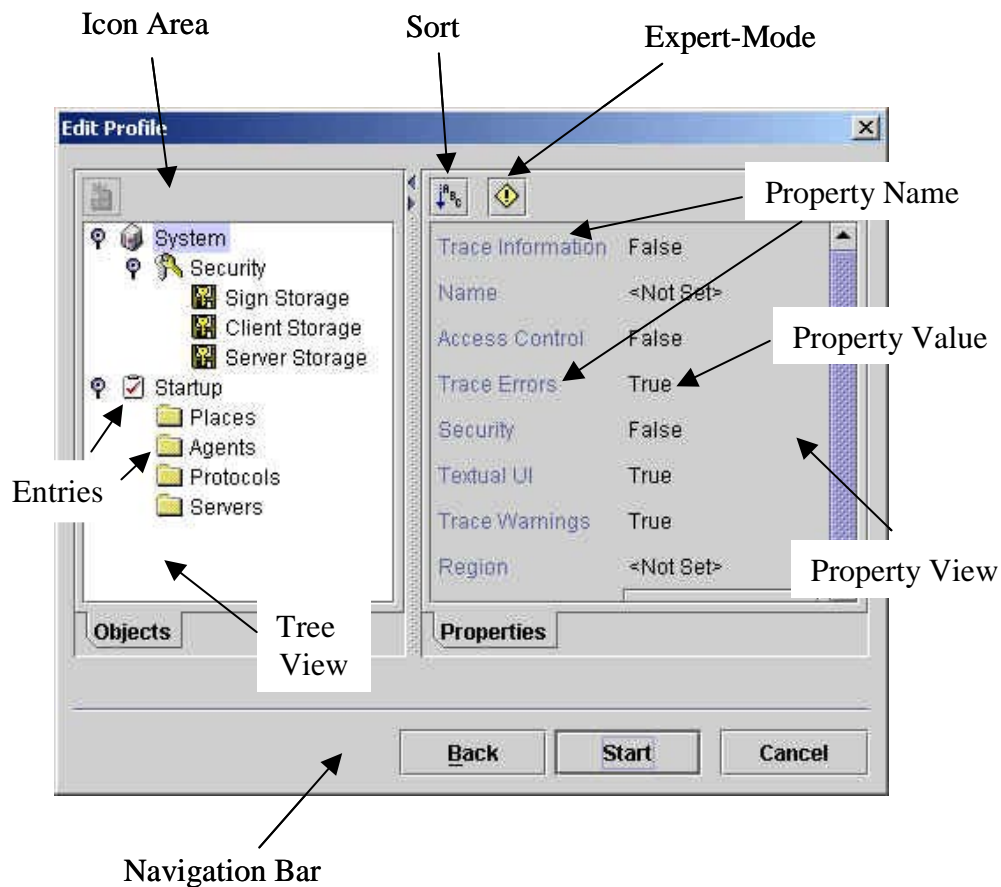 Icon Area
Sort
Expert-Mode
Edit Profile
System
Security
Sign Storage
Client Storage
Server Storage
Startup
Places
Agents
Protocols
Servers
Objects
Entries
Tree
View
ABC
Trace Information False
Name <Not Set>
Access Control False
Trace Errors True
Security False
Textual UI True
Trace Warnings True
Region <Not Set>
Properties
Property Name
Property Value
Property View
Back
Start
Cancel
Navigation Bar